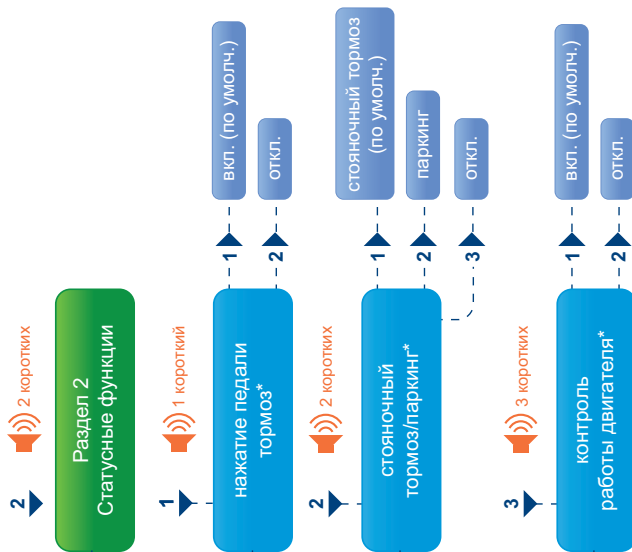 2
2 коротких
Раздел 2
Статусные функции
1
1 короткий
нажатие педали
тормоз*
1
вкл. (по умолч.)
2
откл.
2
2 коротких
стояночный
тормоз/паркинг*
1
стояночный тормоз
(по умолч.)
2
паркинг
3
откл.
3
3 коротких
контроль
работы двигателя*
1
вкл. (по умолч.)
2
откл.